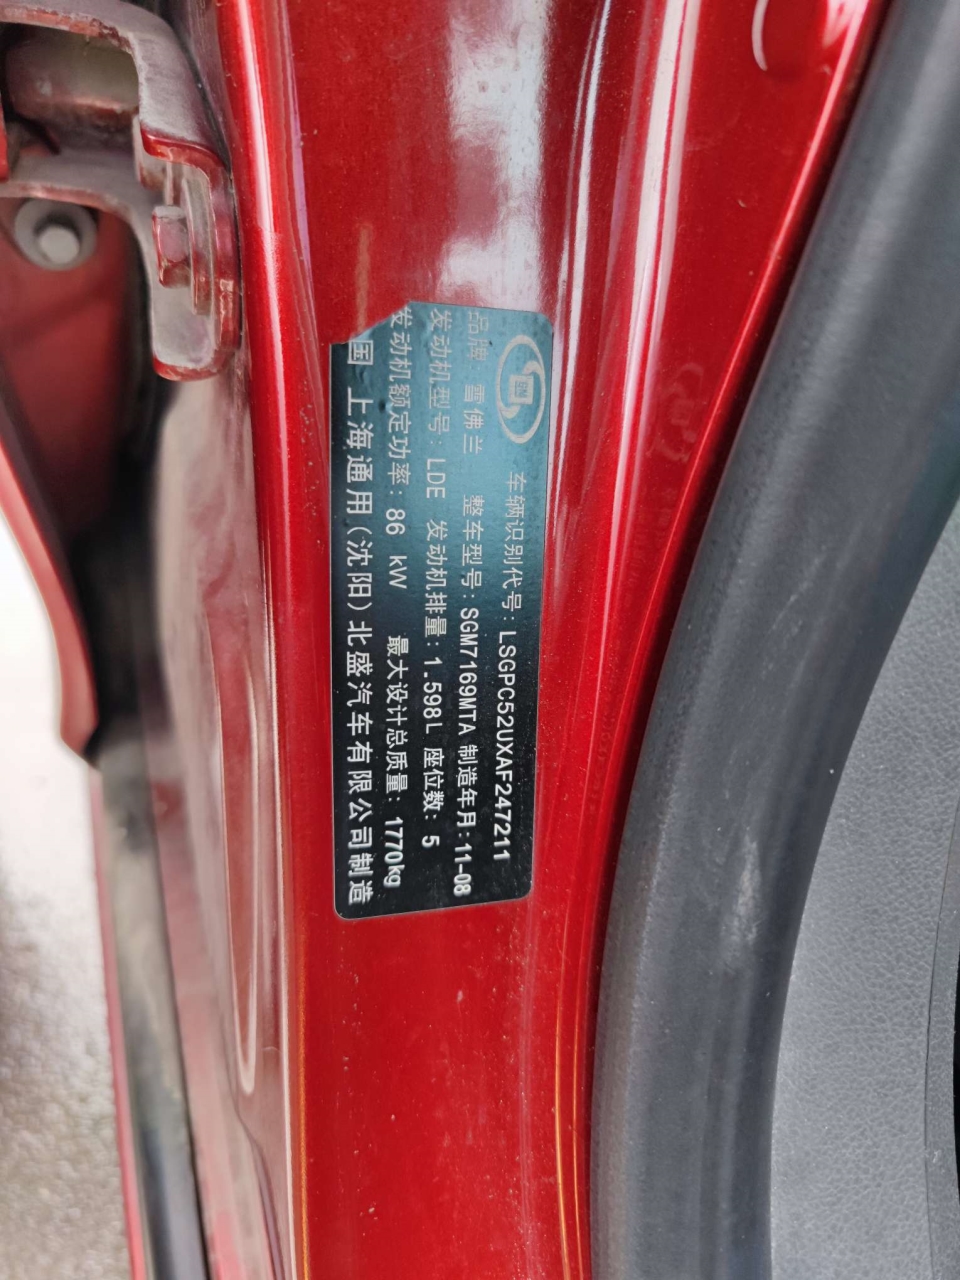 GM 车辆识别代号: LSGPC52UXAF247211
品牌 雪佛兰 整车型号: SGM7169MTA 制造年月: 11-08
发动机型号: LDE 发动机排量: 1.598L 座位数: 5
发动机额定功率: 86 kW 最大设计总质量: 1770kg
国 上海通用(沈阳)北盛汽车有限公司制造